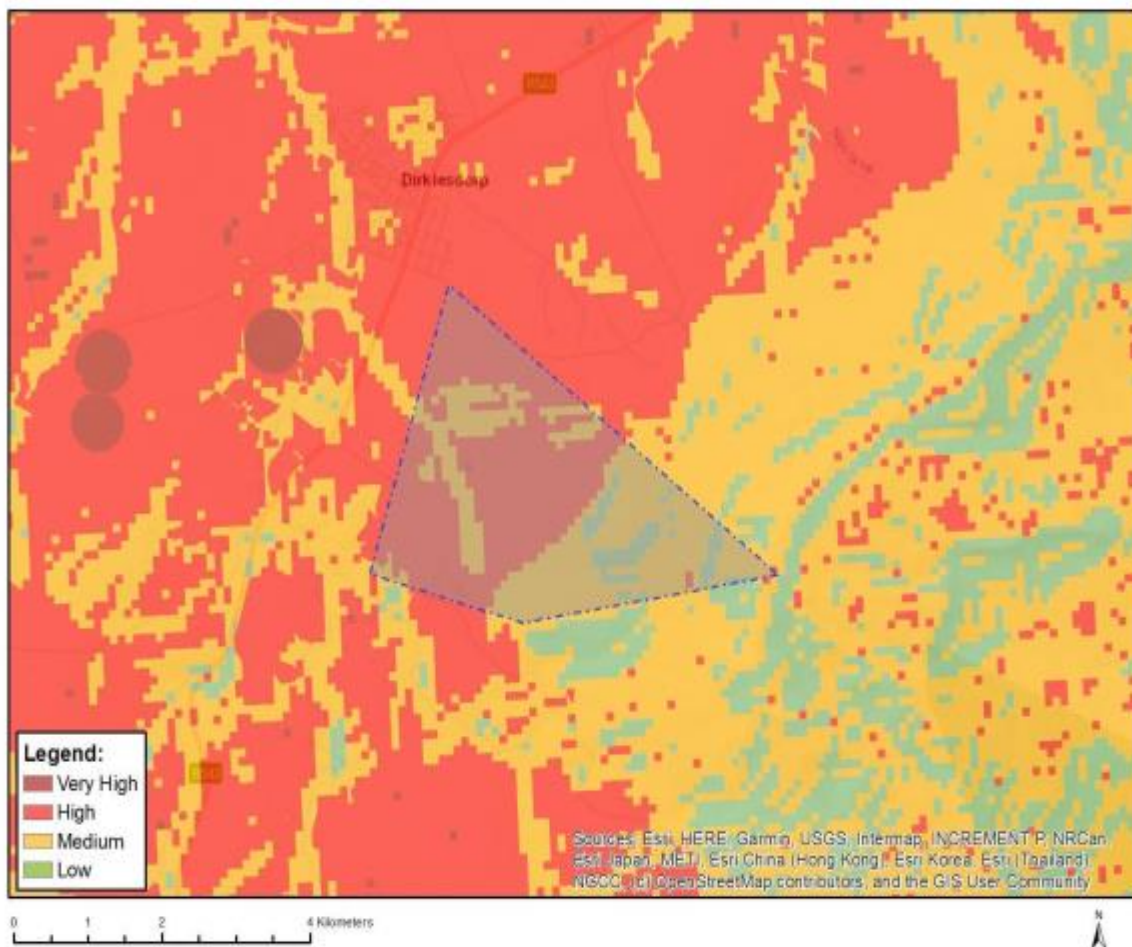 Dirkiesdorp
Legend:
Very High
High
Medium
Low
Sources: Esri, HERE, Garmin, USGS, Intermap, INCREMENT P, NRCan,
Esri Japan, METI, Esri China (Hong Kong), Esri Korea, Esri (Thailand),
NGCC, (c) OpenStreetMap contributors, and the GIS User Community
0 1 2 4 Kilometers
N